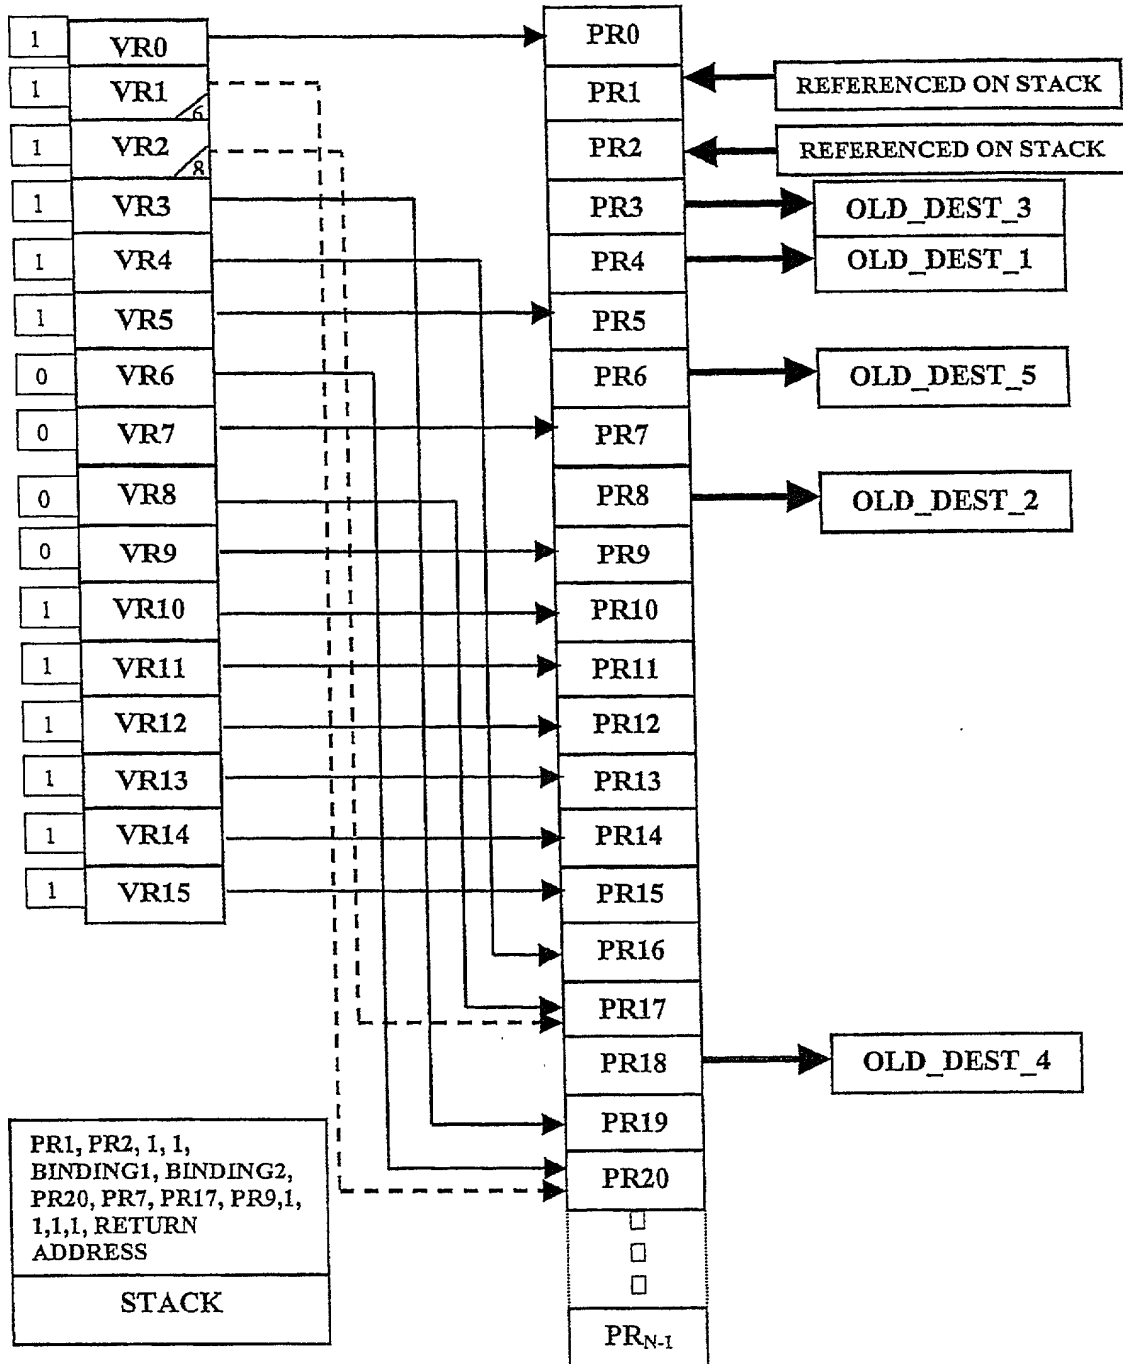 1 VR0 PR0
1 VR1 6 PR1 REFERENCED ON STACK
1 VR2 8 PR2 REFERENCED ON STACK
1 VR3 PR3 OLD_DEST_3
1 VR4 PR4 OLD_DEST_1
1 VR5 PR5
0 VR6 PR6 OLD_DEST_5
0 VR7 PR7
0 VR8 PR8 OLD_DEST_2
0 VR9 PR9
1 VR10 PR10
1 VR11 PR11
1 VR12 PR12
1 VR13 PR13
1 VR14 PR14
1 VR15 PR15
PR16
PR17
PR18 OLD_DEST_4
PR19
PR20
PRN-1
PR1, PR2, 1, 1,
BINDING1, BINDING2,
PR20, PR7, PR17, PR9,1,
1,1,1, RETURN
ADDRESS
STACK